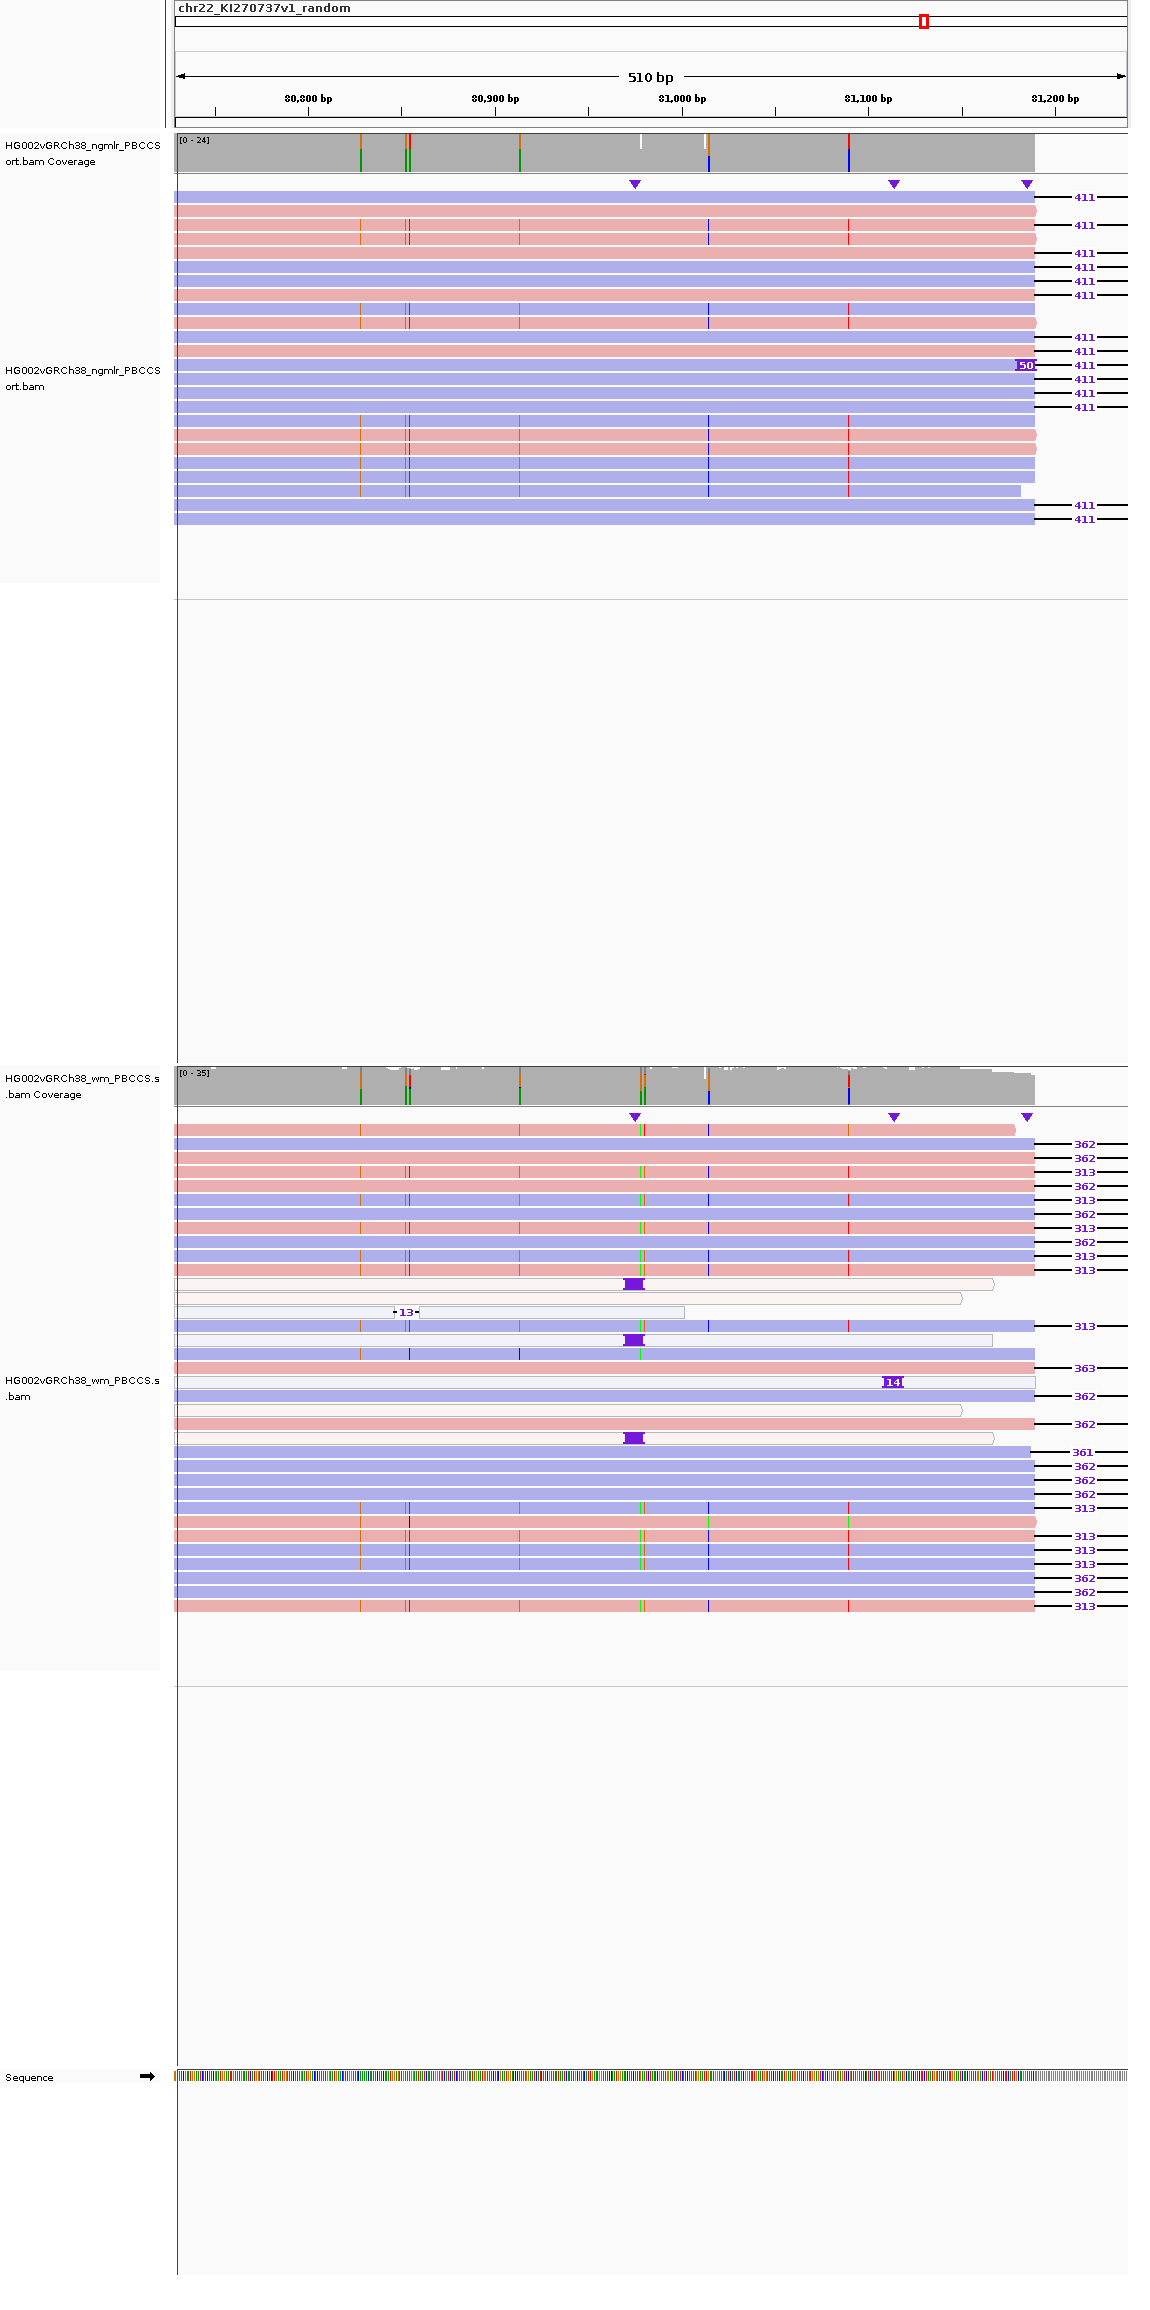 chr22_KI270737v1_random
510 bp
80,800 bp 80,900 bp 81,000 bp 81,100 bp 81,200 bp
HG002vGRCh38_ngmlr_PBCCS
ort.bam Coverage
[0 - 24]
411
411
411
411
411
411
411
411
HG002vGRCh38_ngmlr_PBCCS
ort.bam
50 411
411
411
411
411
411
HG002vGRCh38_wm_PBCCS.s
.bam Coverage
[0 - 35]
362
362
313
362
313
362
313
362
313
313
13
313
363
HG002vGRCh38_wm_PBCCS.s
.bam
14
362
362
361
362
362
362
313
313
313
313
362
362
313
Sequence